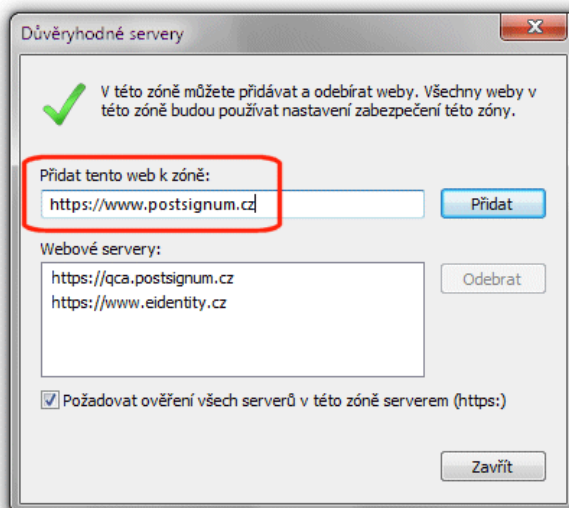 Důvěryhodné servery
V této zóně můžete přidávat a odebírat weby. Všechny weby v
této zóně budou používat nastavení zabezpečení této zóny.
Přidat tento web k zóně:
https://www.postsignum.cz
Přidat
Webové servery:
https://qca.postsignum.cz
https://www.eidentity.cz
Odebrat
Požadovat ověření všech serverů v této zóně serverem (https:)
Zavřít